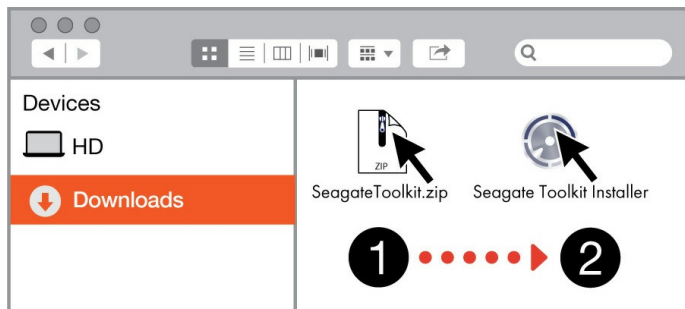 Devices
HD
Downloads
ZIP
SeagateToolkit.zip
Seagate Toolkit Installer
1
2